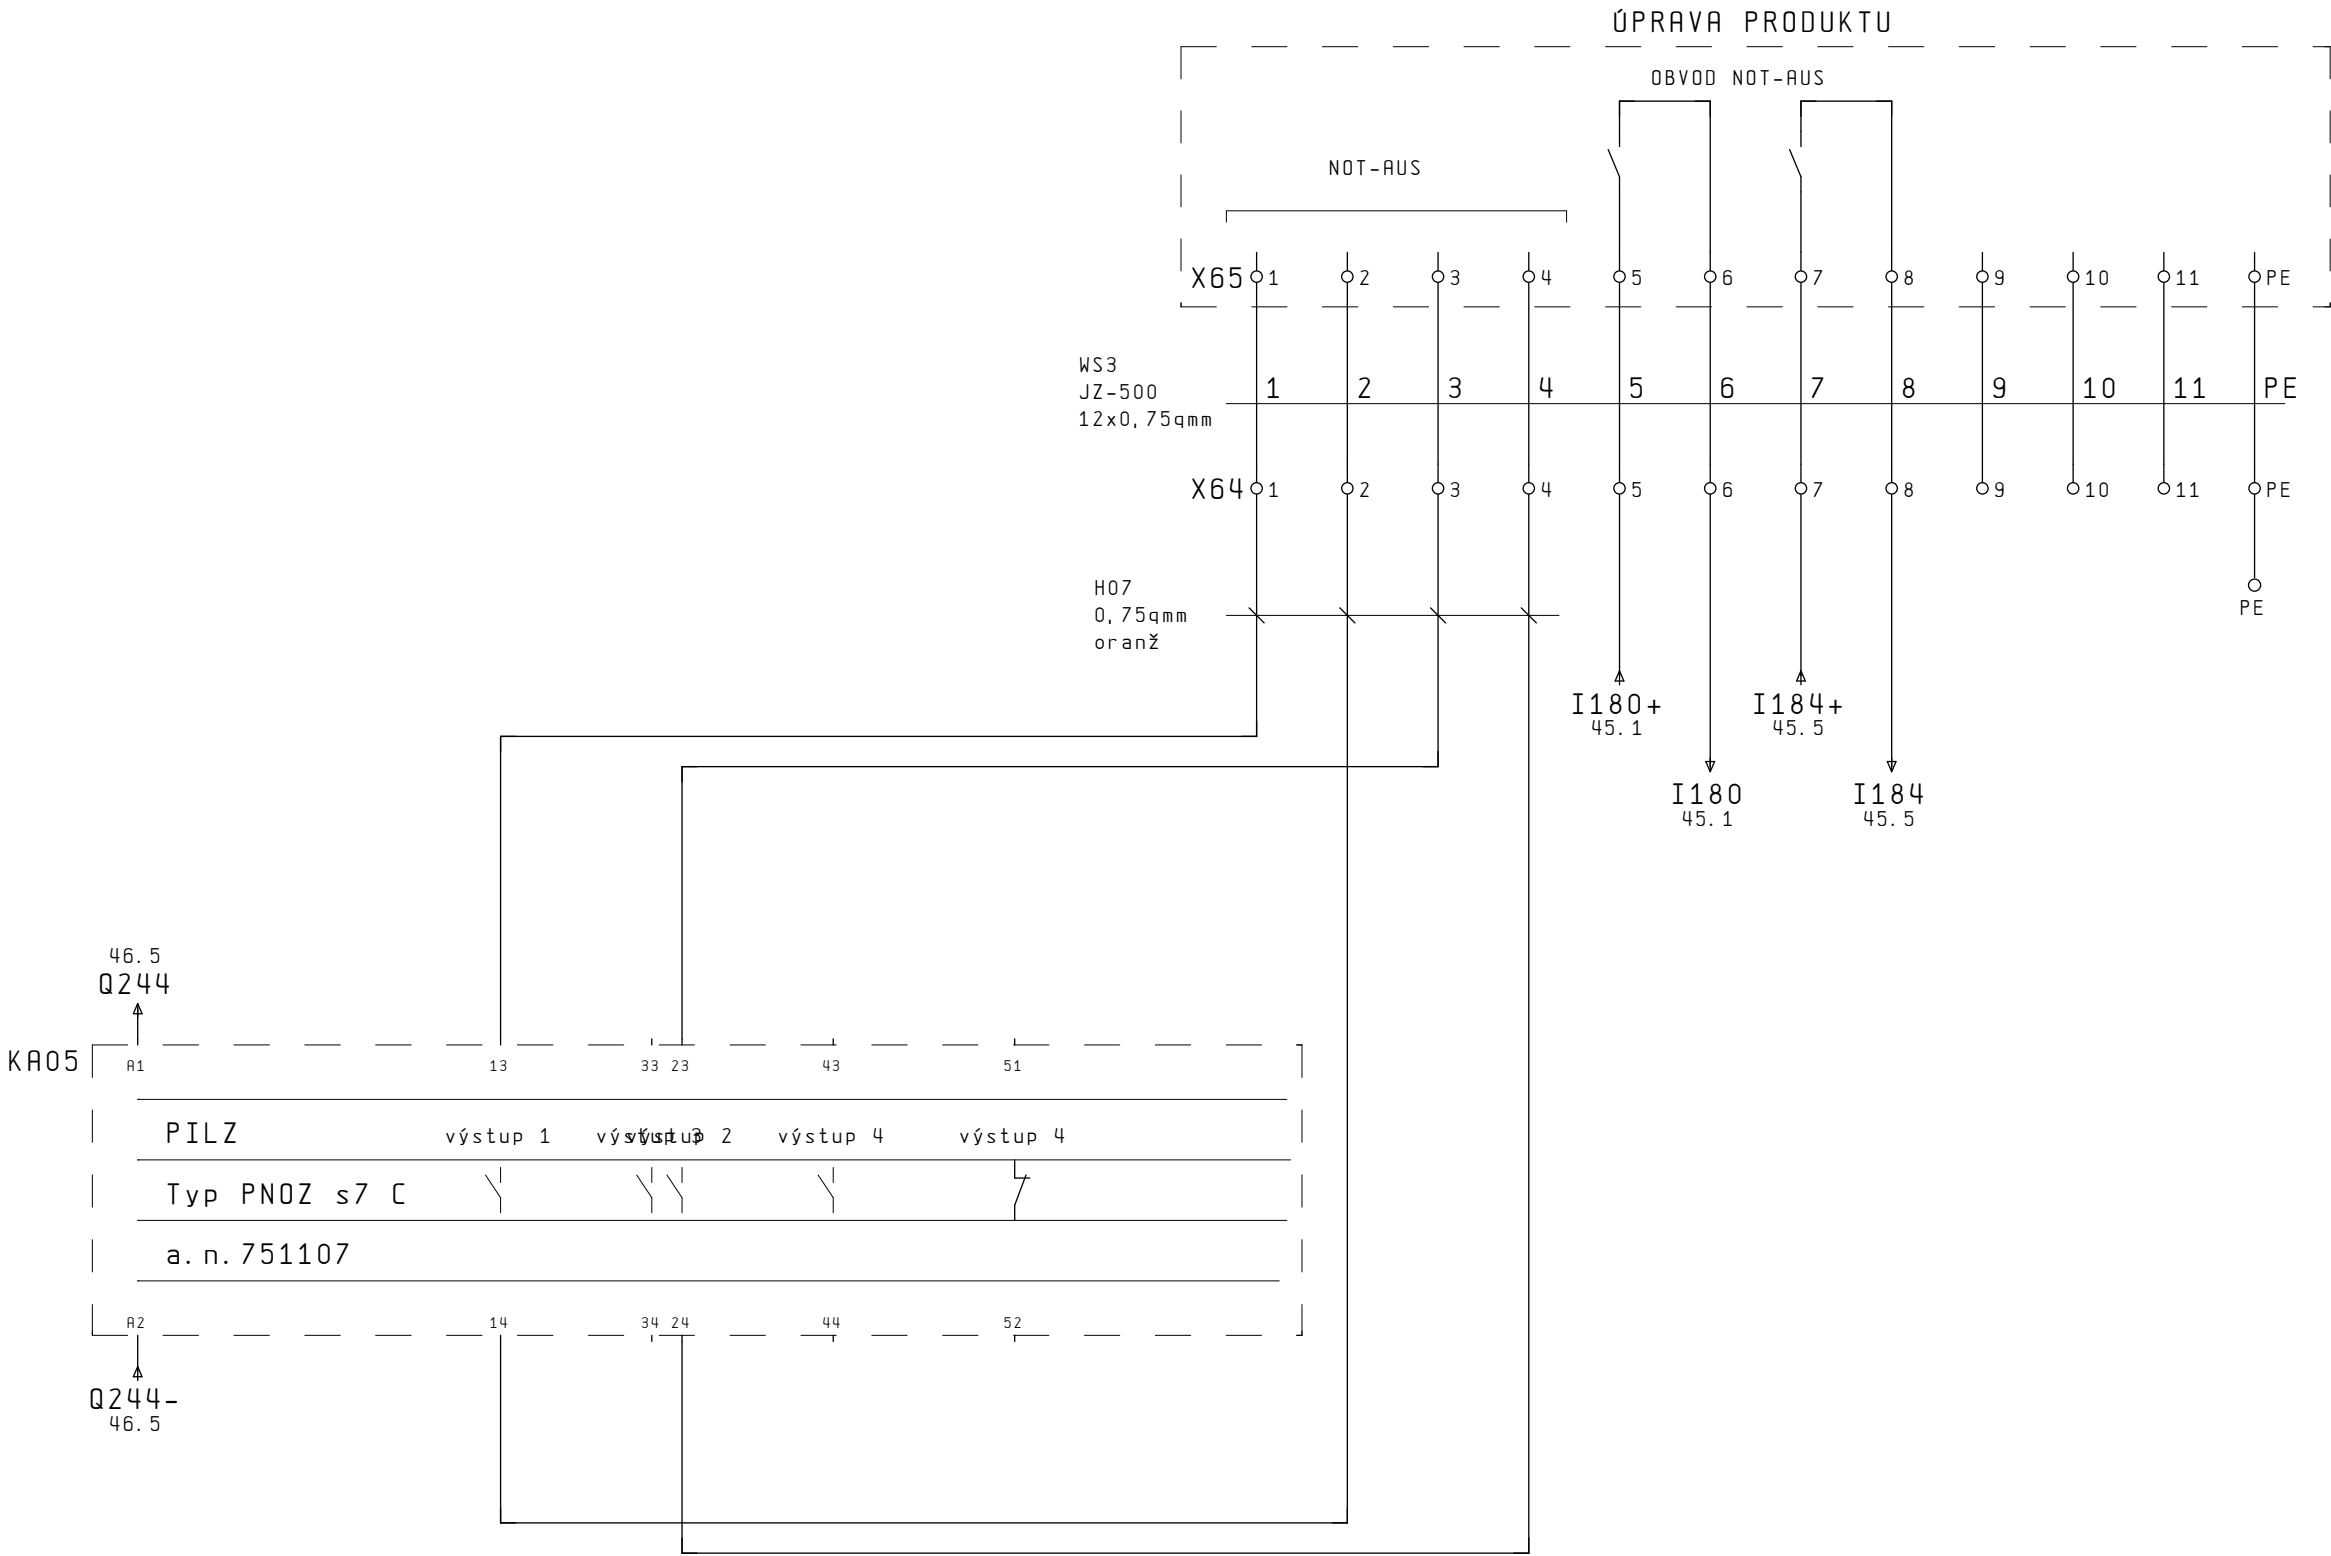 ÚPRAVA PRODUKTU
OBVOD NOT-AUS
NOT-AUS
X65 1 2 3 4 5 6 7 8 9 10 11 PE
WS3
JZ-500
12x0,75qmm
1 2 3 4 5 6 7 8 9 10 11 PE
X64 1 2 3 4 5 6 7 8 9 10 11 PE
H07
0,75qmm
oranž
PE
I180+
45.1
I184+
45.5
I180
45.1
I184
45.5
46.5
Q244
KA05
A1 13 33 23 43 51
PILZ
výstup 1 výstup 3 výstup 2 výstup 4 výstup 4
Typ PNOZ s7 C
a.n.751107
A2 14 34 24 44 52
Q244-
46.5